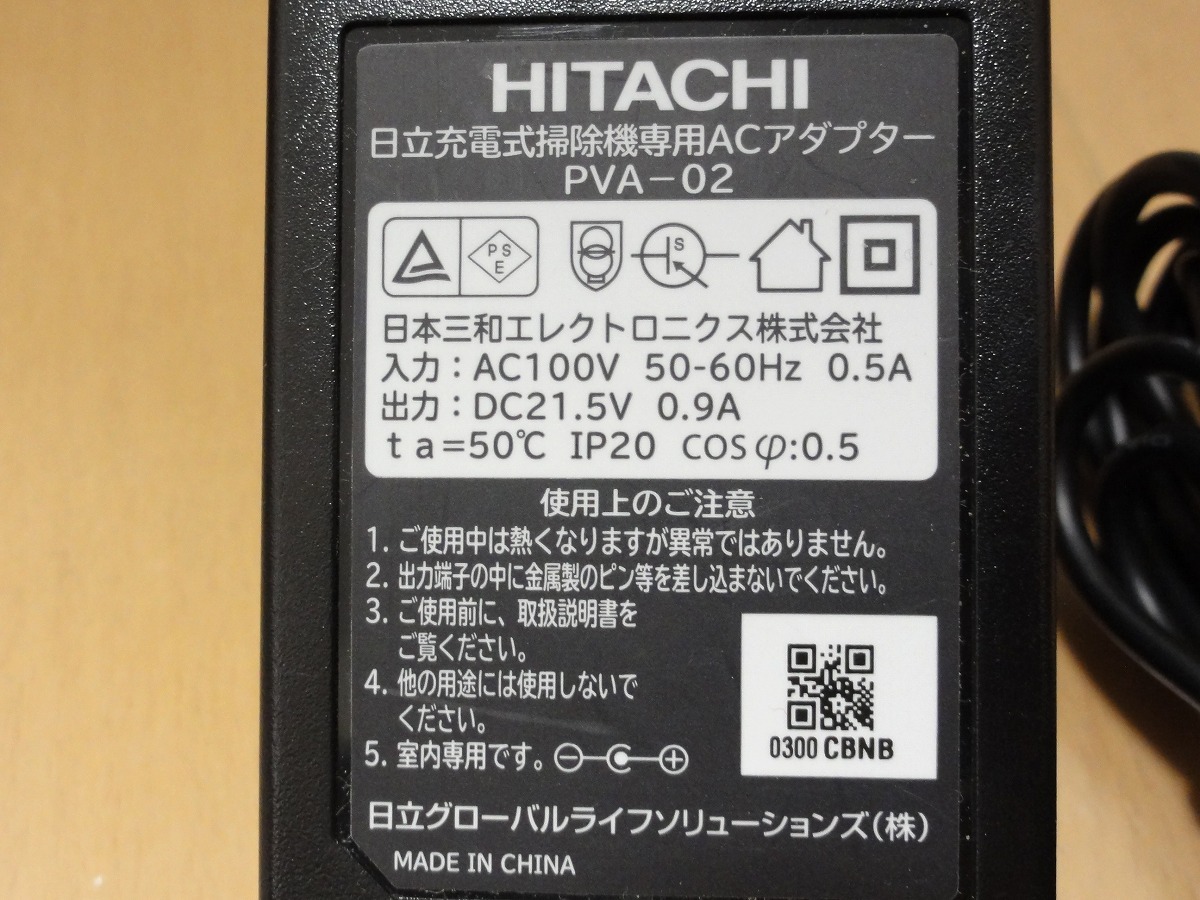 HITACHI
日立充電式掃除機専用ACアダプター
PVA-02
PS
E
S
日本三和エレクトロニクス株式会社
入力:AC100V 50-60Hz 0.5A
出力:DC21.5V 0.9A
ta=50℃ IP20 COSφ:0.5
使用上のご注意
1. ご使用中は熱くなりますが異常ではありません。
2. 出力端子の中に金属製のピン等を差し込まないでください。
3. ご使用前に、取扱説明書を
ご覧ください。
4. 他の用途には使用しないで
ください。
5. 室内専用です。
0300 CBNB
日立グローバルライフソリューションズ(株)
MADE IN CHINA